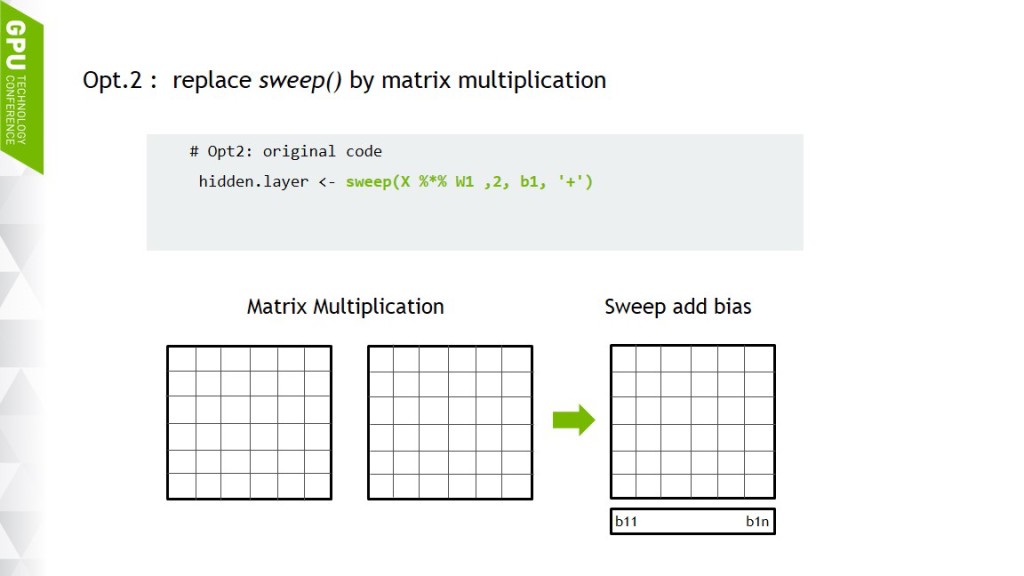 GPU TECHNOLOGY
CONFERENCE
Opt.2 : replace sweep() by matrix multiplication
# Opt2: original code
hidden.layer <- sweep(X %*% W1 ,2, b1, '+')
Matrix Multiplication
Sweep add bias
b11 b1n